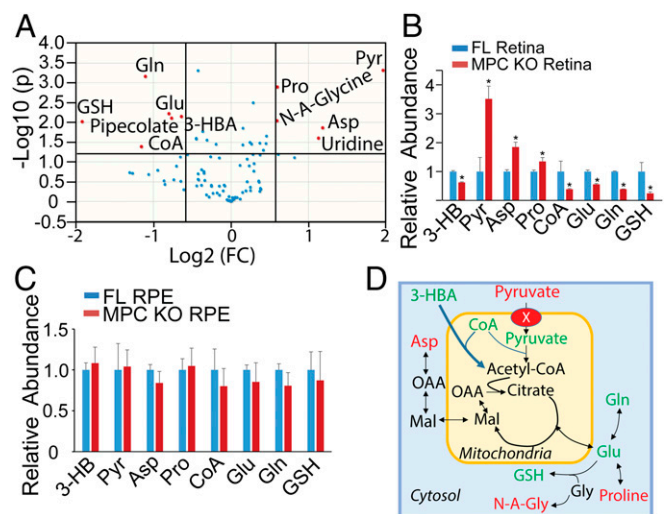 A
4.0
3.5
3.0
2.5
2.0
1.5
1.0
0.5
0.0
-0.5
-Log10 (p)
Gln
GSH
Glu
Pipecolate
3-HBA
CoA
Pyr
Pro
N-A-Glycine
Asp
Uridine
-2
-1
0
1
2
Log2 (FC)
B
FL Retina
MPC KO Retina
Relative Abundance
5
4
3
2
1
0
*
*
*
*
*
*
*
*
3-HB
Pyr
Asp
Pro
CoA
Glu
Gln
GSH
C
FL RPE
MPC KO RPE
Relative Abundance
1.5
1.0
0.5
0.0
3-HB
Pyr
Asp
Pro
CoA
Glu
Gln
GSH
D
3-HBA
Pyruvate
X
CoA
Pyruvate
Asp
Acetyl-CoA
OAA
OAA
Citrate
Gln
Mal
Mal
Glu
Mitochondria
GSH
Gly
Cytosol
N-A-Gly
Proline